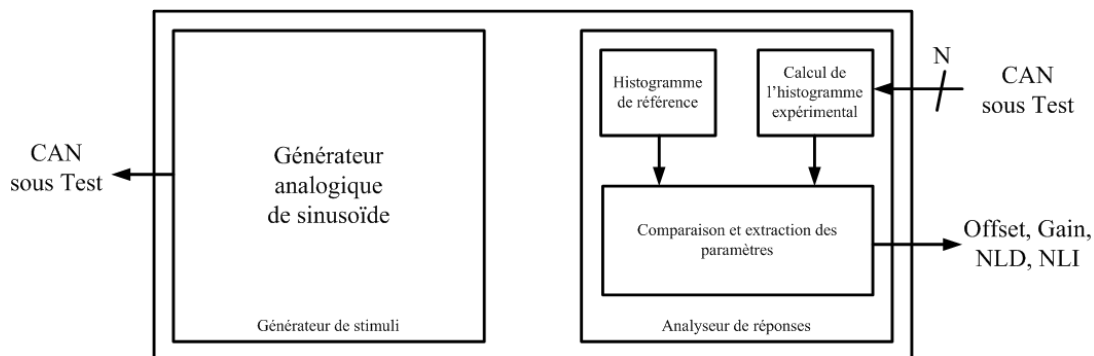 CAN
sous Test
Générateur
analogique
de sinusoïde
Générateur de stimuli
Histogramme
de référence
Calcul de
l'histogramme
expérimental
N
CAN
sous Test
Comparaison et extraction des
paramètres
Offset, Gain,
NLD, NLI
Analyseur de réponses